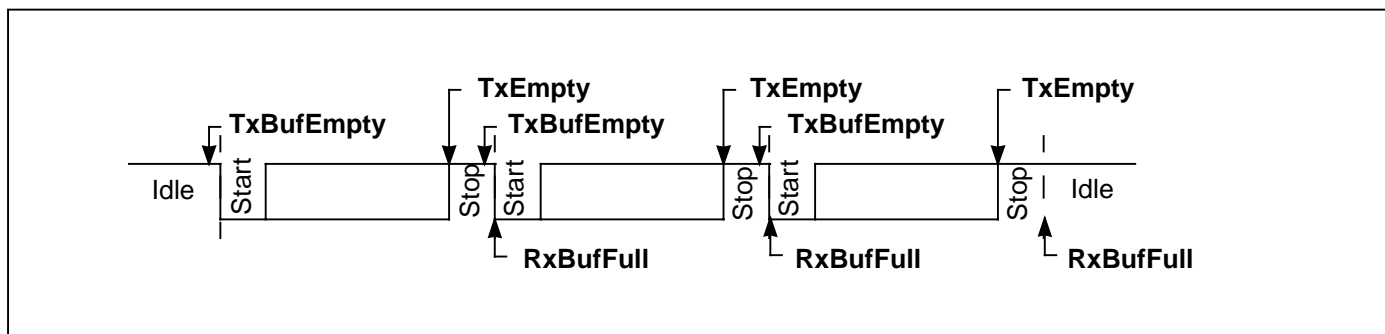 TxEmpty TxEmpty TxEmpty
TxBufEmpty TxBufEmpty TxBufEmpty
Idle Start Stop Start Stop Start Stop Idle
RxBufFull RxBufFull RxBufFull